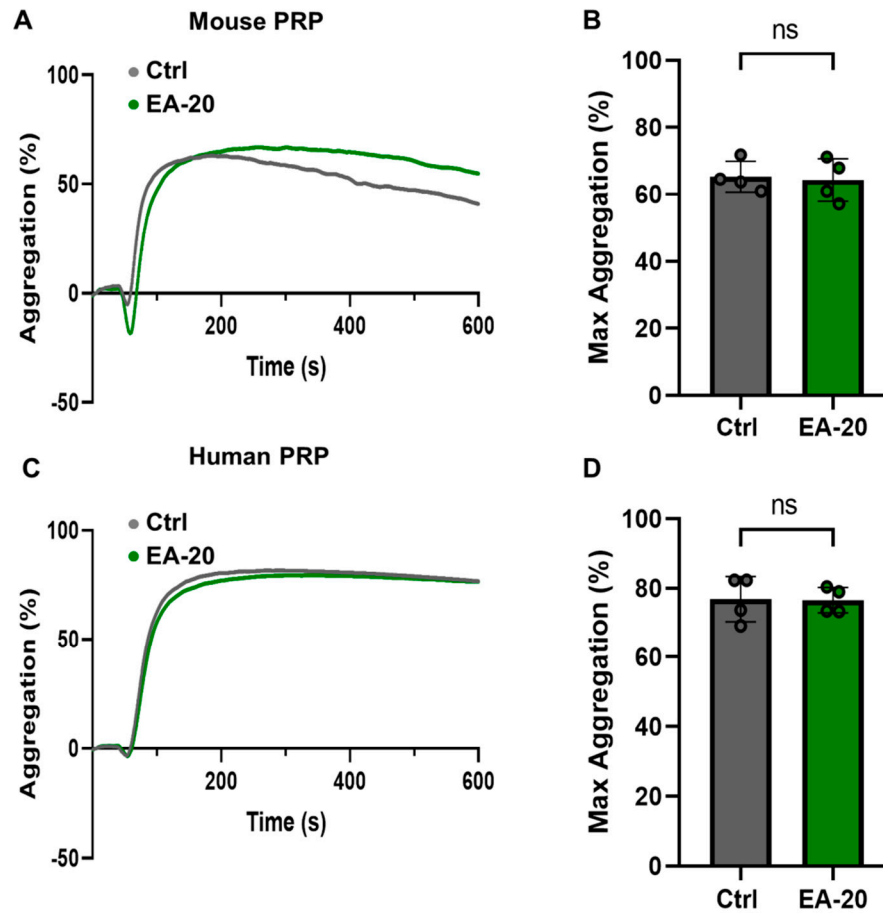 A
Mouse PRP
Ctrl
EA-20
100
50
0
-50
200
400
600
Aggregation (%)
Time (s)
B
ns
100
80
60
40
20
0
Max Aggregation (%)
Ctrl
EA-20
C
Human PRP
Ctrl
EA-20
100
50
0
-50
200
400
600
Aggregation (%)
Time (s)
D
ns
100
80
60
40
20
0
Max Aggregation (%)
Ctrl
EA-20